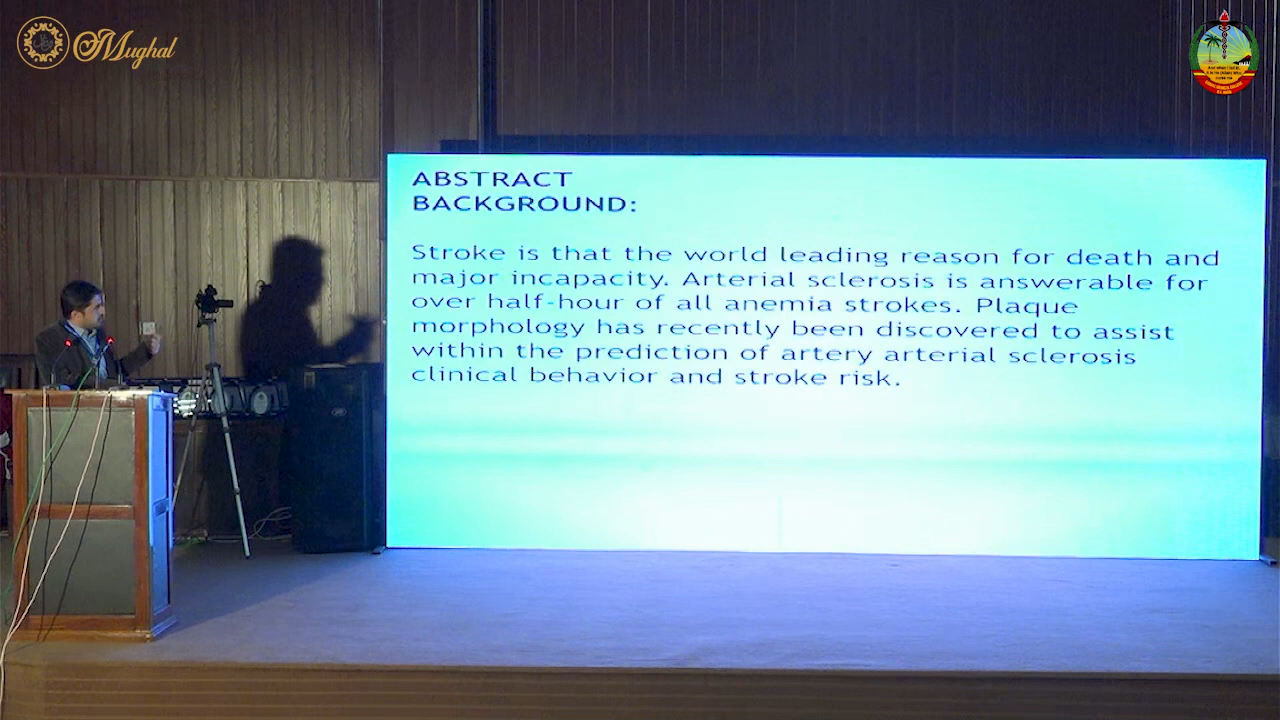 Mughal
ABSTRACT
BACKGROUND:
Stroke is that the world leading reason for death and
major incapacity. Arterial sclerosis is answerable for
over half-hour of all anemia strokes. Plaque
morphology has recently been discovered to assist
within the prediction of artery arterial sclerosis
clinical behavior and stroke risk.